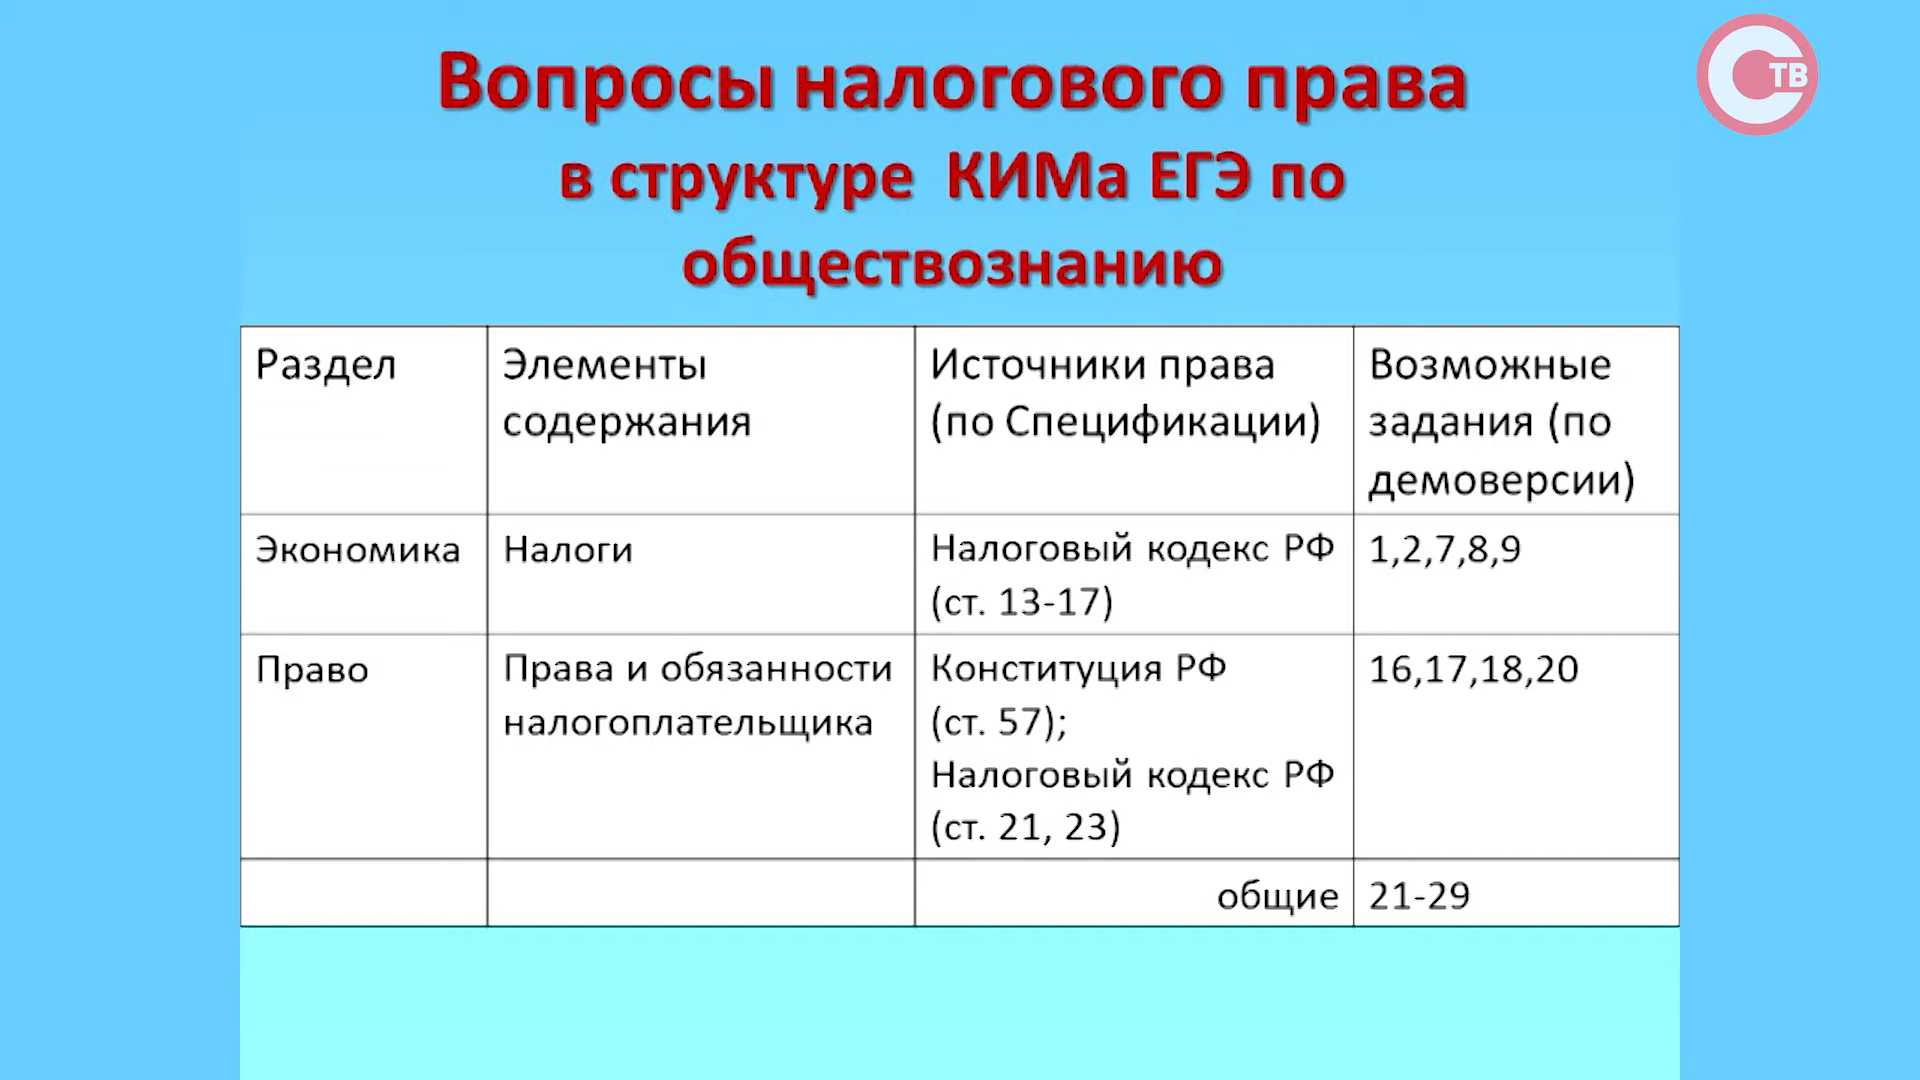 Вопросы налогового права
в структуре КИМа ЕГЭ по
обществознанию
ТВ
Раздел
Элементы
содержания
Источники права
(по Спецификации)
Возможные
задания (по
демоверсии)
Экономика
Налоги
Налоговый кодекс РФ
(ст. 13-17)
1,2,7,8,9
Право
Права и обязанности
налогоплательщика
Конституция РФ
(ст. 57);
Налоговый кодекс РФ
(ст. 21, 23)
16,17,18,20
общие
21-29